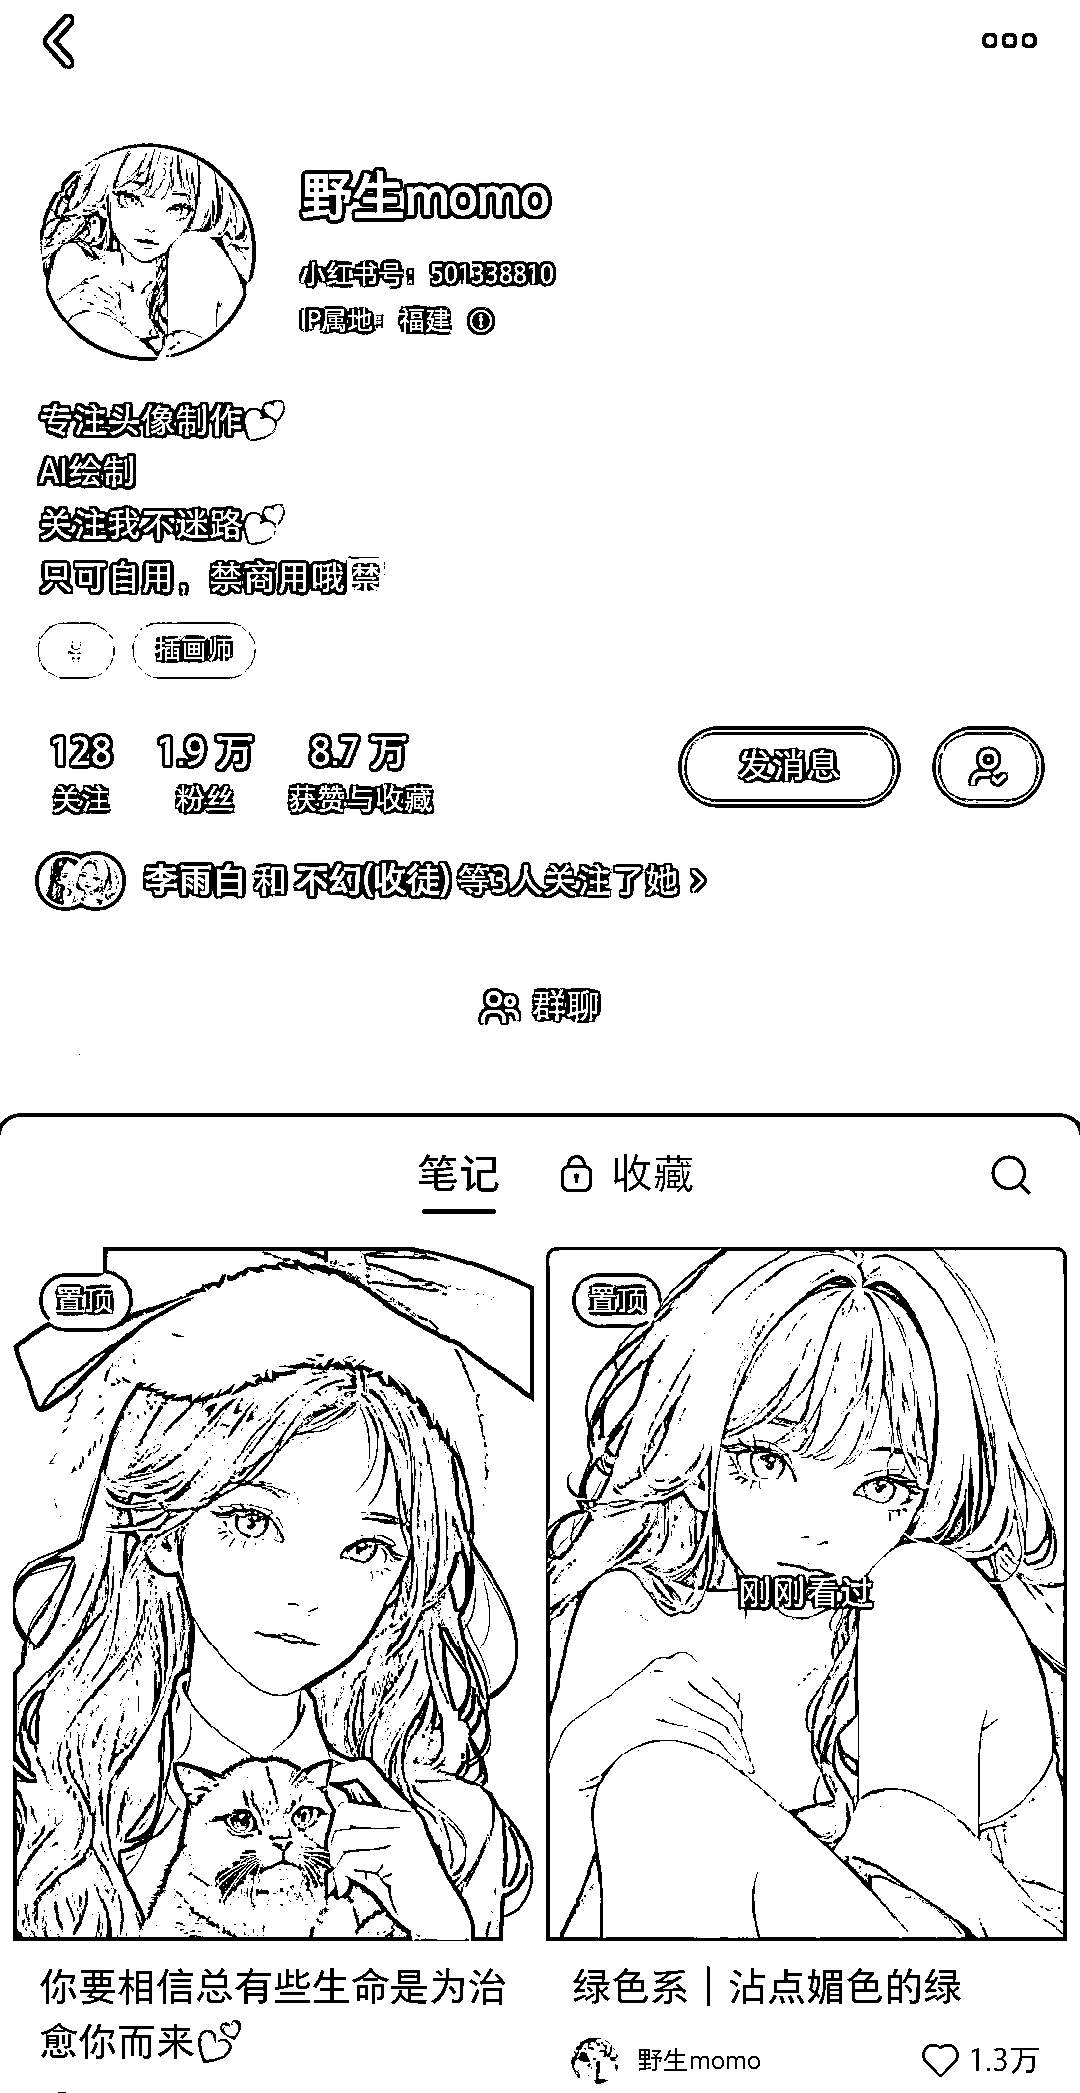 野生momo
小红书号：501338810
IP属地：福建
专注头像制作💕
AI绘制
关注我不迷路💕
只可自用，禁商用哦㊙
插画师
128 1.9万 8.7万
关注 粉丝 获赞与收藏
发消息
李雨白 和 不幻(收徒) 等3人关注了她 >
群聊
笔记 收藏
置顶 置顶
刚刚看过
你要相信总有些生命是为治
愈你而来💕
绿色系｜沾点媚色的绿
野生momo 1.3万